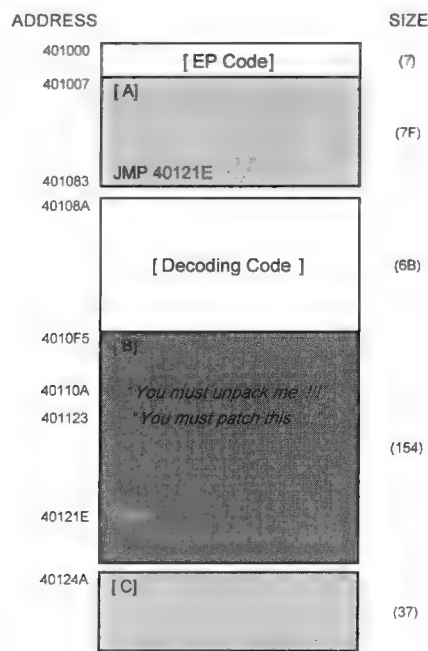 ADDRESS SIZE
401000 [ EP Code] (7)
401007 [ A]
(7F)
401083 JMP 40121E
40108A
[ Decoding Code ] (6B)
4010F5 [ B]
40110A "You must unpack me !!!"
401123 "You must patch this
(154)
40121E
40124A [ C]
(37)